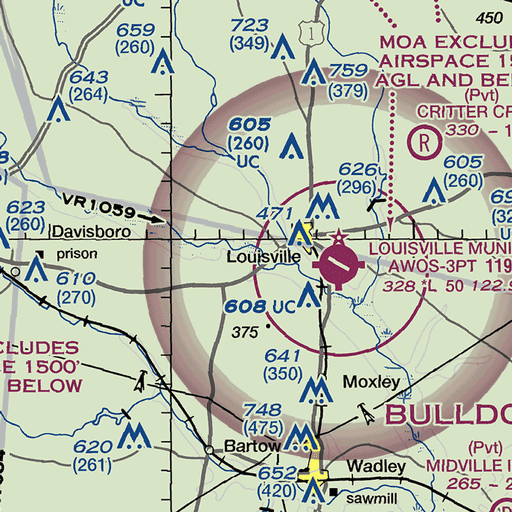 UC
659
(260)
723
(349)
1
450
MOA EXCLU
AIRSPACE 15
AGL AND BE
(Pvt)
CRITTER CR
330 - 1
R
643
(264)
759
(379)
605
(260)
UC
626
(296)
605
(260)
VR1059
623
(260)
Davisboro
prison
471
Louisville
LOUISVILLE MUNI
AWOS-3PT 119
328 *L 50 122.9
610
(270)
608 UC
375
CLUDES
E 1500'
BELOW
641
(350)
Moxley
BULLDO
748
(475)
620
(261)
Bartow
(Pvt)
MIDVILLE I
265 - 2
652
(420)
Wadley
sawmill